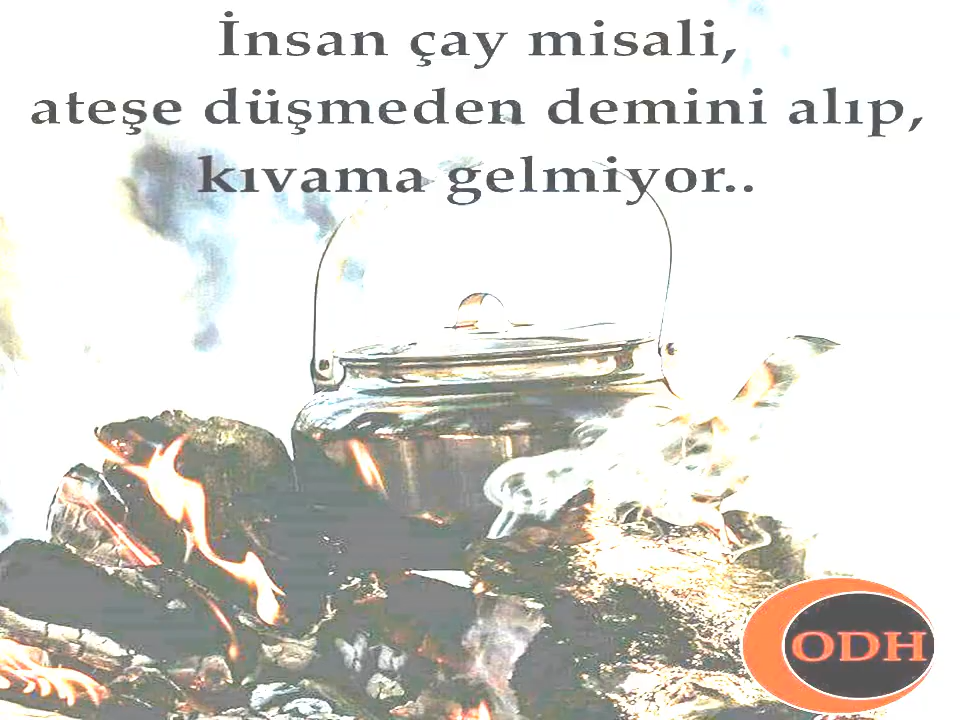 İnsan çay misali,
ateşe düşmeden demini alıp,
kıvama gelmiyor..
ODH